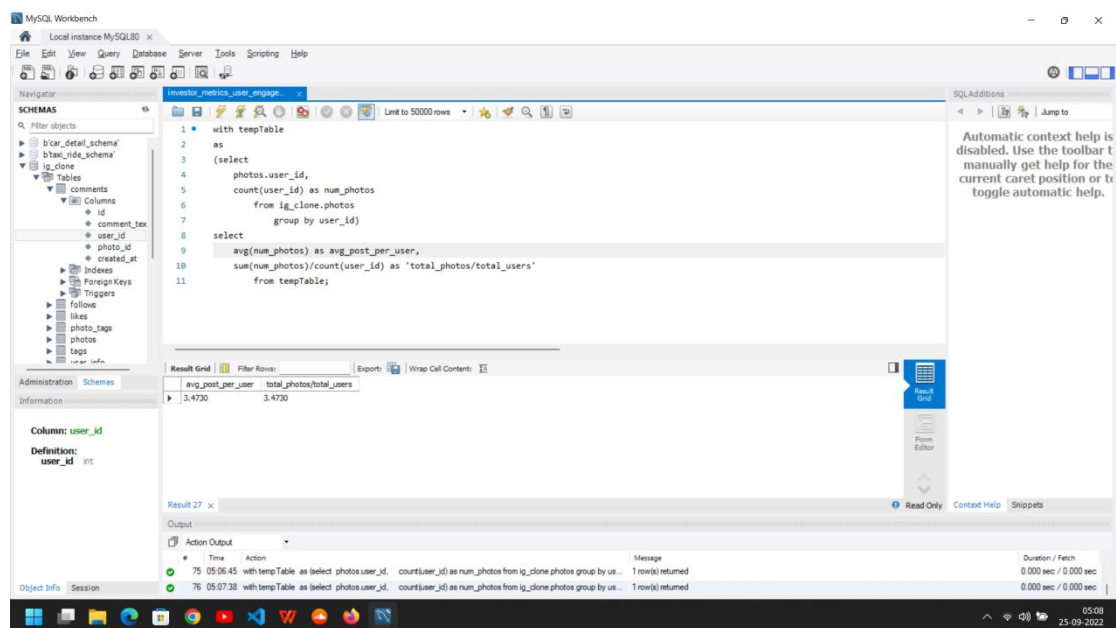 MySQL Workbench
Local instance MySQL80 ×
File Edit View Query Database Server Tools Scripting Help
Navigator
SCHEMAS
Filter objects
b'car_detail_schema'
b'taxi_ride_schema'
ig_clone
Tables
comments
Columns
id
comment_tex
user_id
photo_id
created_at
Indexes
Foreign Keys
Triggers
follows
likes
photo_tags
photos
tags
user_info
Administration Schemas
Information
Column: user_id
Definition:
user_id int
Object Info Session
investor_metrics_user_engage... ×
Limit to 50000 rows
1 with tempTable
2 as
3 (select
4 photos.user_id,
5 count(user_id) as num_photos
6 from ig_clone.photos
7 group by user_id)
8 select
9 avg(num_photos) as avg_post_per_user,
10 sum(num_photos)/count(user_id) as 'total_photos/total_users'
11 from tempTable;
Result Grid Filter Rows: Export: Wrap Cell Content:
avg_post_per_user total_photos/total_users
3.4730 3.4730
Result Grid
Form Editor
Result 27 ×
Read Only
Output
Action Output
# Time Action Message Duration / Fetch
75 05:06:45 with tempTable as (select photos.user_id, count(user_id) as num_photos from ig_clone.photos group by us... 1 row(s) returned 0.000 sec / 0.000 sec
76 05:07:38 with tempTable as (select photos.user_id, count(user_id) as num_photos from ig_clone.photos group by us... 1 row(s) returned 0.000 sec / 0.000 sec
SQLAdditions
Jump to
Automatic context help is
disabled. Use the toolbar t
manually get help for the
current caret position or to
toggle automatic help.
Context Help Snippets
05:08
25-09-2022